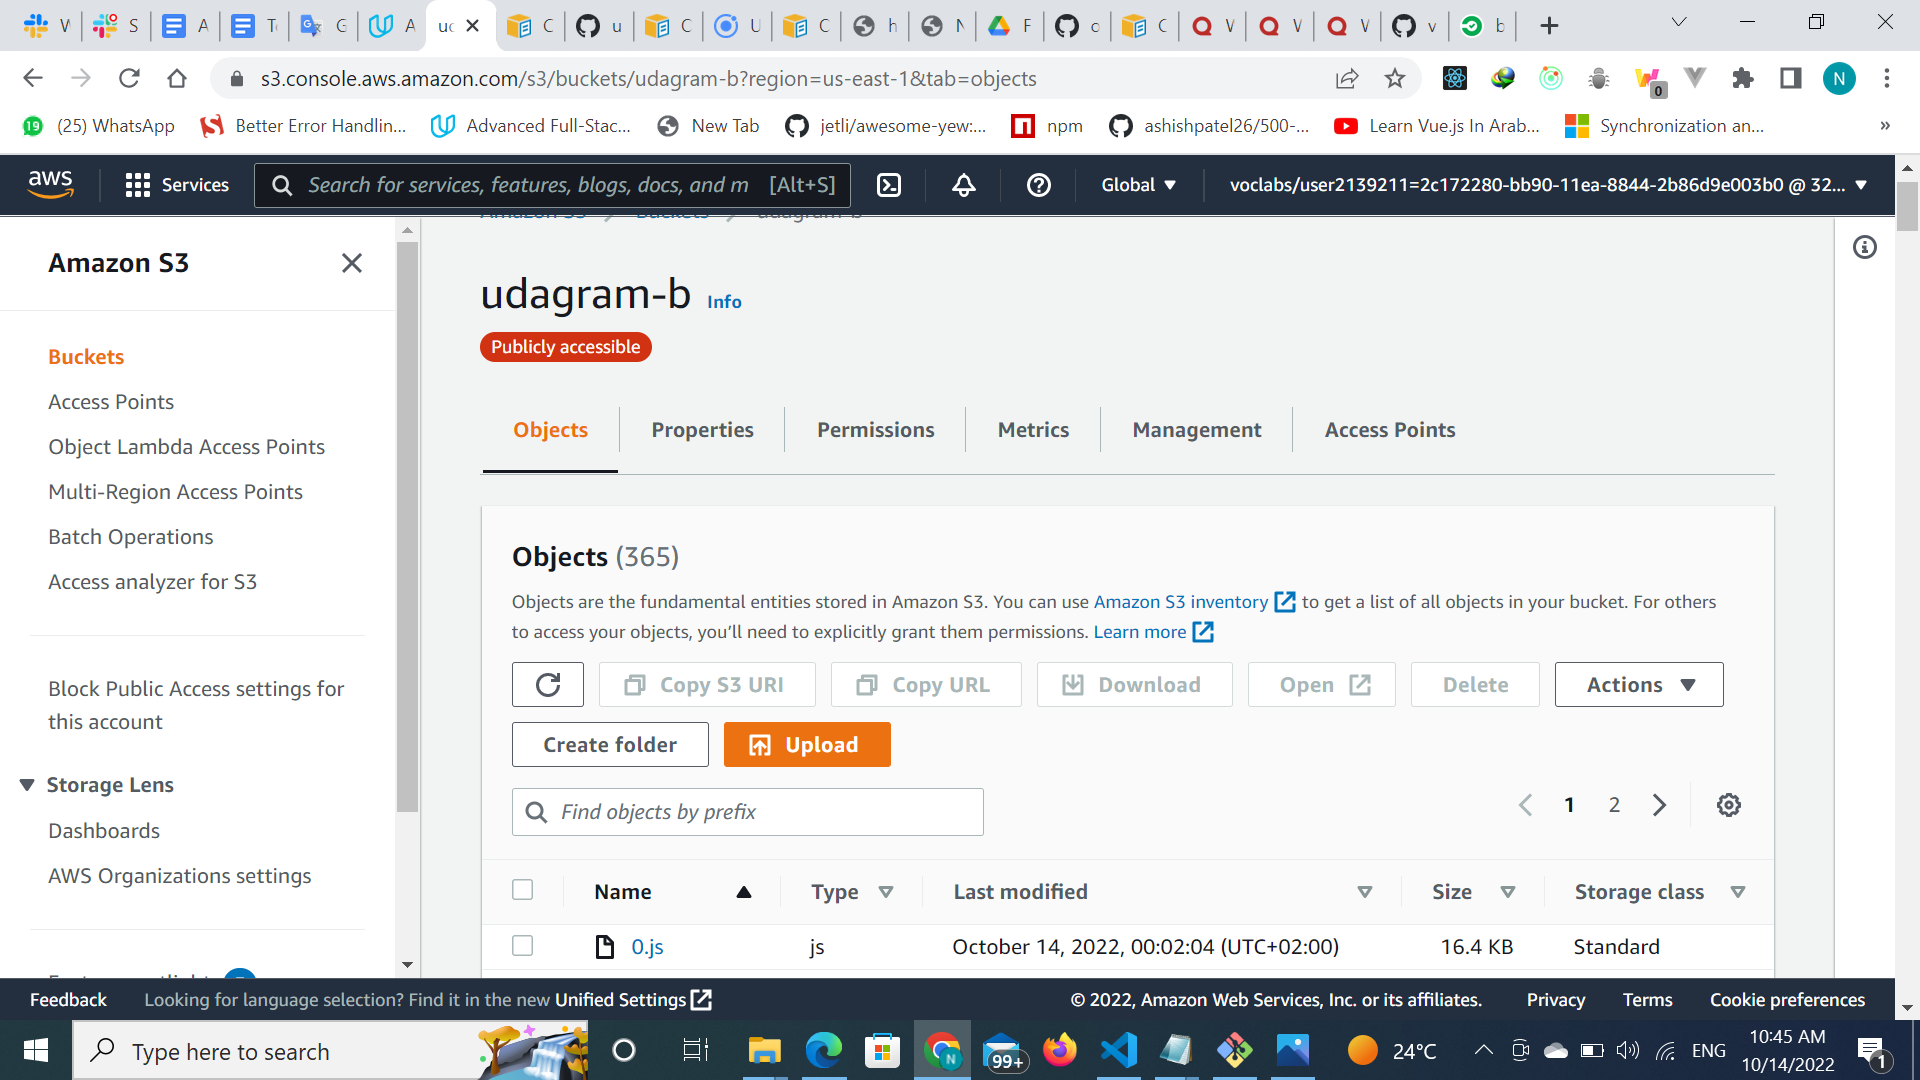 s3.console.aws.amazon.com/s3/buckets/udagram-b?region=us-east-1&tab=objects
N
0
19 (25) WhatsApp
Better Error Handlin...
Advanced Full-Stac...
New Tab
jetli/awesome-yew:...
npm
ashishpatel26/500-...
Learn Vue.js In Arab...
Synchronization an...
»
aws
Services
Search for services, features, blogs, docs, and m [Alt+S]
Global
voclabs/user2139211=2c172280-bb90-11ea-8844-2b86d9e003b0 @ 32...
Amazon S3
Amazon S3 Buckets udagram-b
udagram-b Info
Publicly accessible
Buckets
Access Points
Object Lambda Access Points
Multi-Region Access Points
Batch Operations
Access analyzer for S3
Block Public Access settings for
this account
Storage Lens
Dashboards
AWS Organizations settings
Objects
Properties
Permissions
Metrics
Management
Access Points
Objects (365)
Objects are the fundamental entities stored in Amazon S3. You can use Amazon S3 inventory to get a list of all objects in your bucket. For others
to access your objects, you'll need to explicitly grant them permissions. Learn more
Copy S3 URI
Copy URL
Download
Open
Delete
Actions
Create folder
Upload
Find objects by prefix
1 2
Name Type Last modified Size Storage class
0.js js October 14, 2022, 00:02:04 (UTC+02:00) 16.4 KB Standard
Feedback
Looking for language selection? Find it in the new Unified Settings
© 2022, Amazon Web Services, Inc. or its affiliates.
Privacy
Terms
Cookie preferences
Type here to search
N
99+
24°C
ENG
10:45 AM
10/14/2022
1